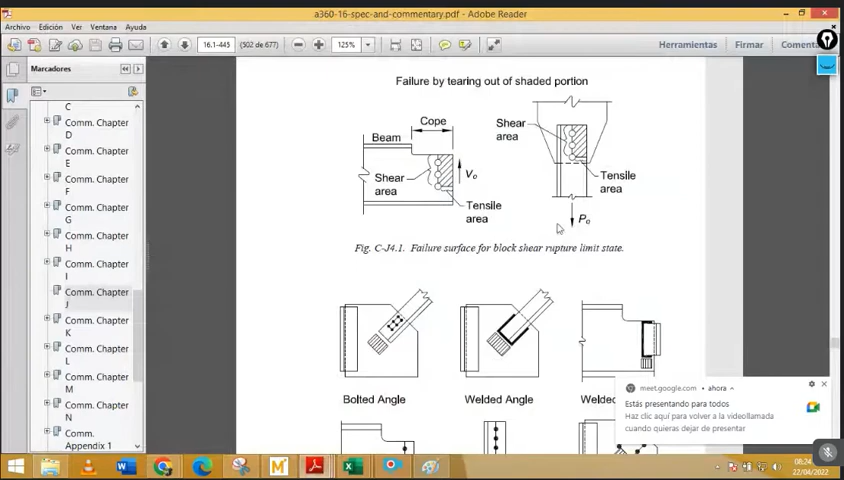 a360-16-spec-and-commentary.pdf - Adobe Reader
Archivo Edición Ver Ventana Ayuda
16.1-445 (502 de 677) 125% Herramientas Firmar
Marcadores
C
Comm. Chapter
D
Comm. Chapter
E
Comm. Chapter
F
Comm. Chapter
G
Comm. Chapter
H
Comm. Chapter
I
Comm. Chapter
J
Comm. Chapter
K
Comm. Chapter
L
Comm. Chapter
M
Comm. Chapter
N
Comm.
Appendix 1
Failure by tearing out of shaded portion
Cope
Beam
Shear
area
Vo
Tensile
area
Shear
area
Tensile
area
Po
Fig. C-J4.1. Failure surface for block shear rupture limit state.
Bolted Angle
Welded Angle
meet.google.com • ahora
Estás presentando para todos
Haz clic aquí para volver a la videollamada
cuando quieras dejar de presentar
08:24
22/04/2022